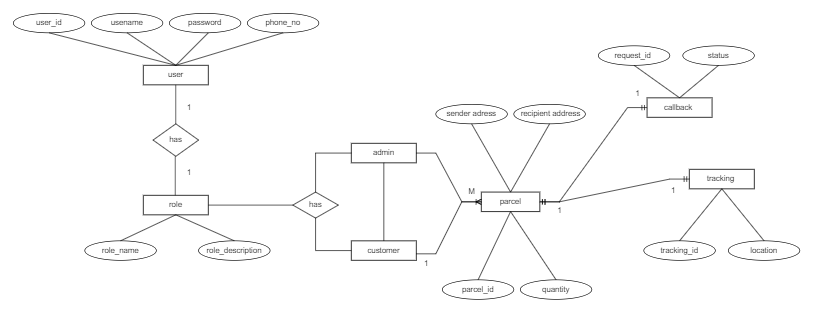 user_id
usename
password
phone_no
user
1
has
1
role
role_name
role_description
has
admin
customer
1
M
sender adress
recipient address
parcel
parcel_id
quantity
1
request_id
status
1
callback
tracking
1
tracking_id
location